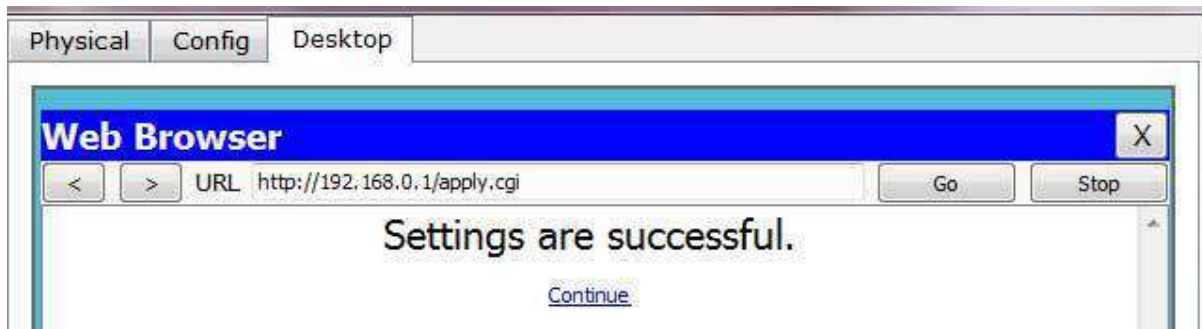 Physical Config Desktop
Web Browser X
< > URL http://192.168.0.1/apply.cgi Go Stop
Settings are successful.
Continue